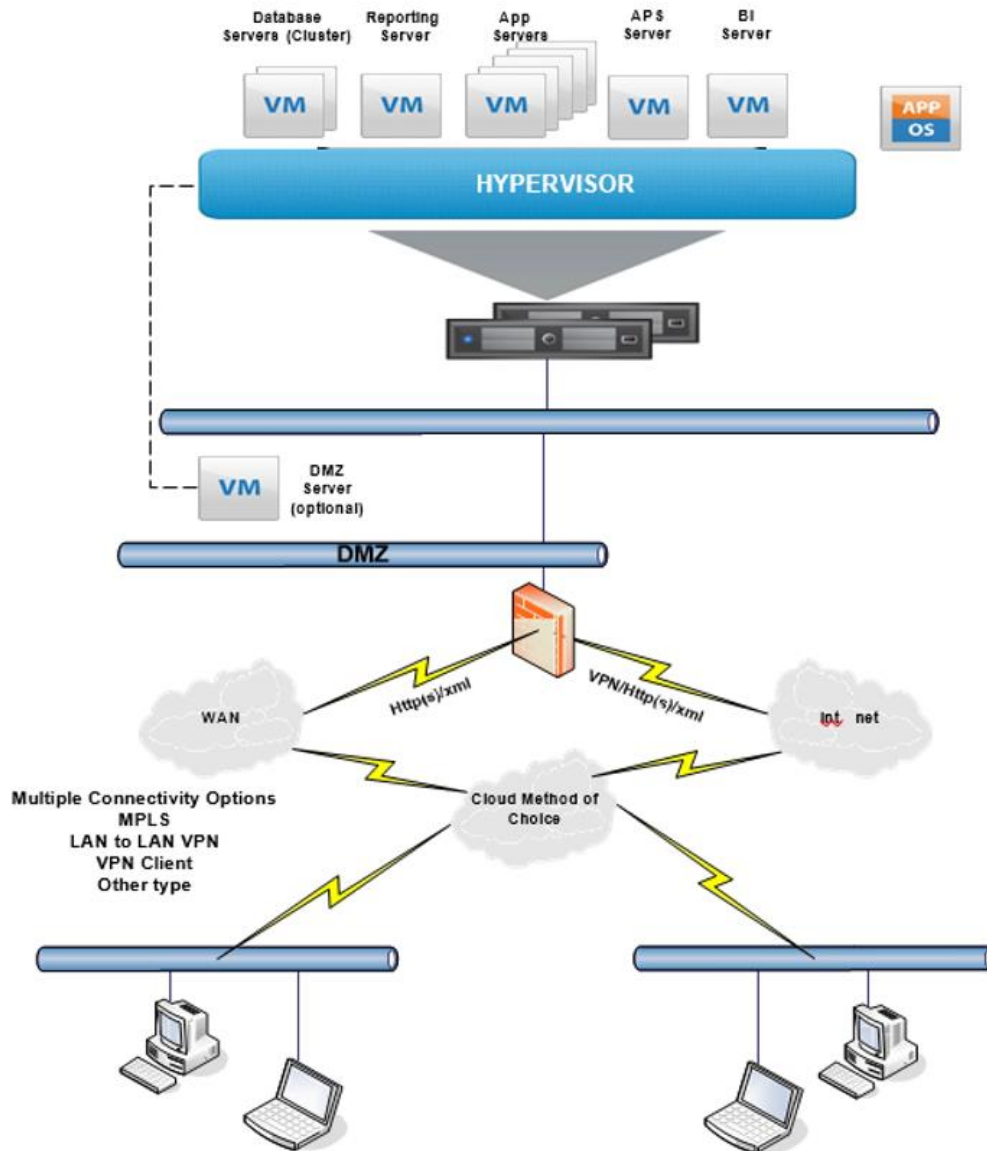 Database
Servers (Cluster)
Reporting
Server
App
Servers
APS
Server
BI
Server
VM
VM
VM
VM
VM
APP
OS
HYPERVISOR
VM
DMZ
Server
(optional)
DMZ
Http(s)/xml
VPN/Http(s)/xml
WAN
Int net
Cloud Method of
Choice
Multiple Connectivity Options
MPLS
LAN to LAN VPN
VPN Client
Other type